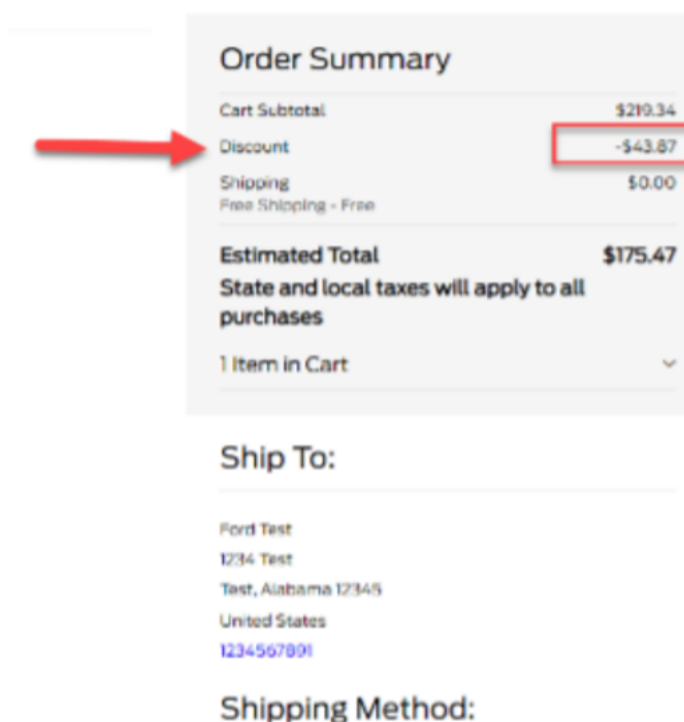 Order Summary
Cart Subtotal $219.34
Discount -$43.87
Shipping $0.00
Free Shipping - Free
Estimated Total $175.47
State and local taxes will apply to all
purchases
1 Item in Cart
Ship To:
Ford Test
1234 Test
Test, Alabama 12345
United States
1234567891
Shipping Method: